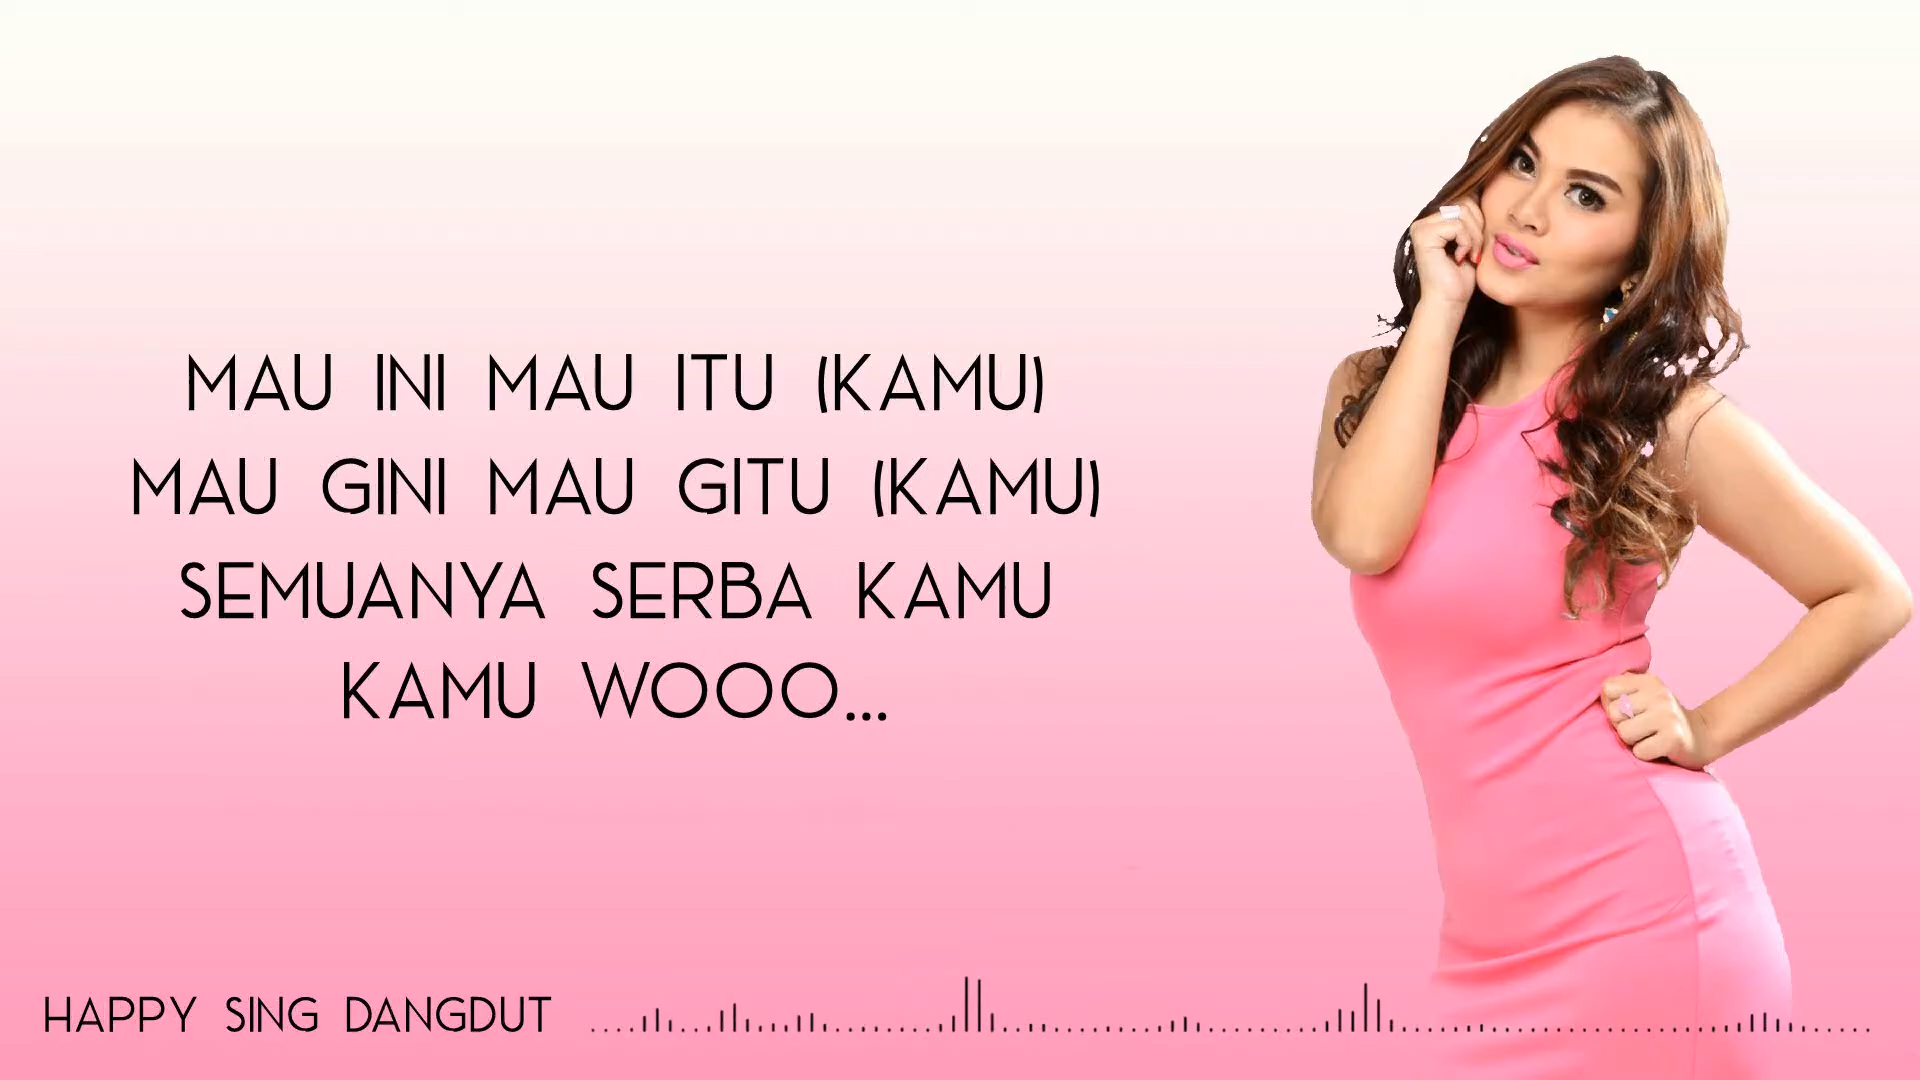 MAU INI MAU ITU (KAMU)
MAU GINI MAU GITU (KAMU)
SEMUANYA SERBA KAMU
KAMU WOOO...
HAPPY SING DANGDUT